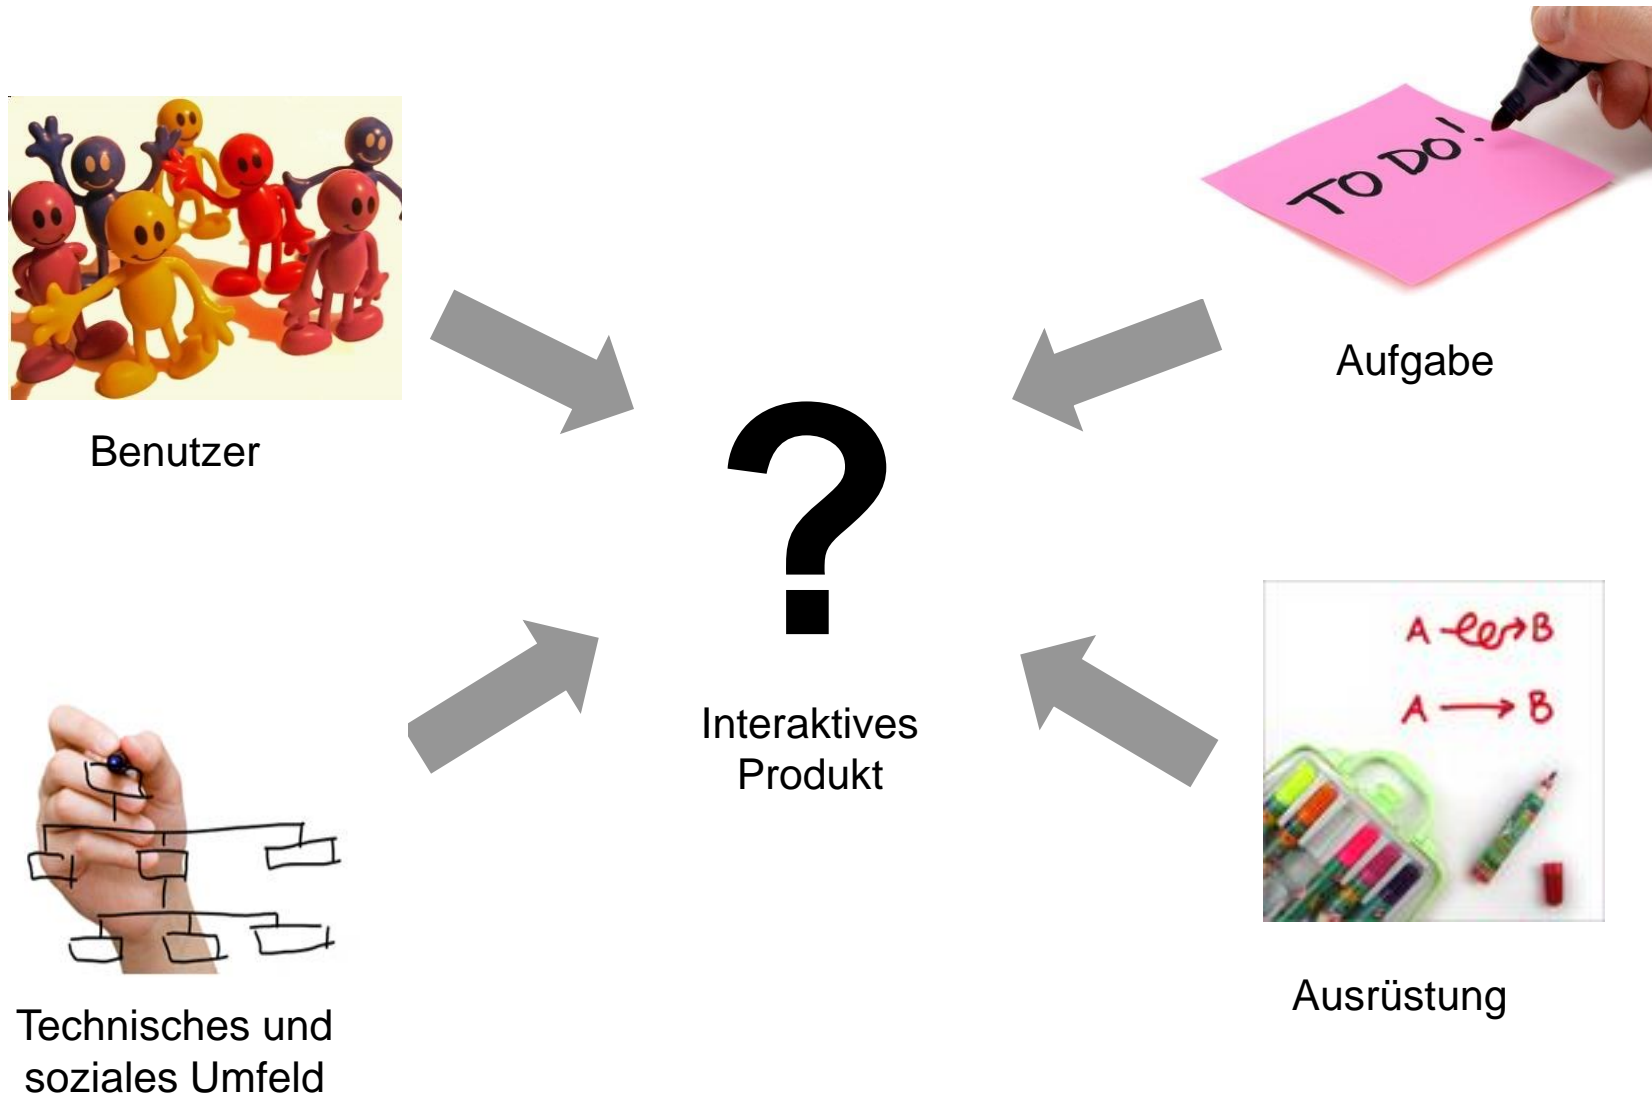 TO DO!
Aufgabe
Benutzer
?
A B
A B
Interaktives
Produkt
Ausrüstung
Technisches und
soziales Umfeld